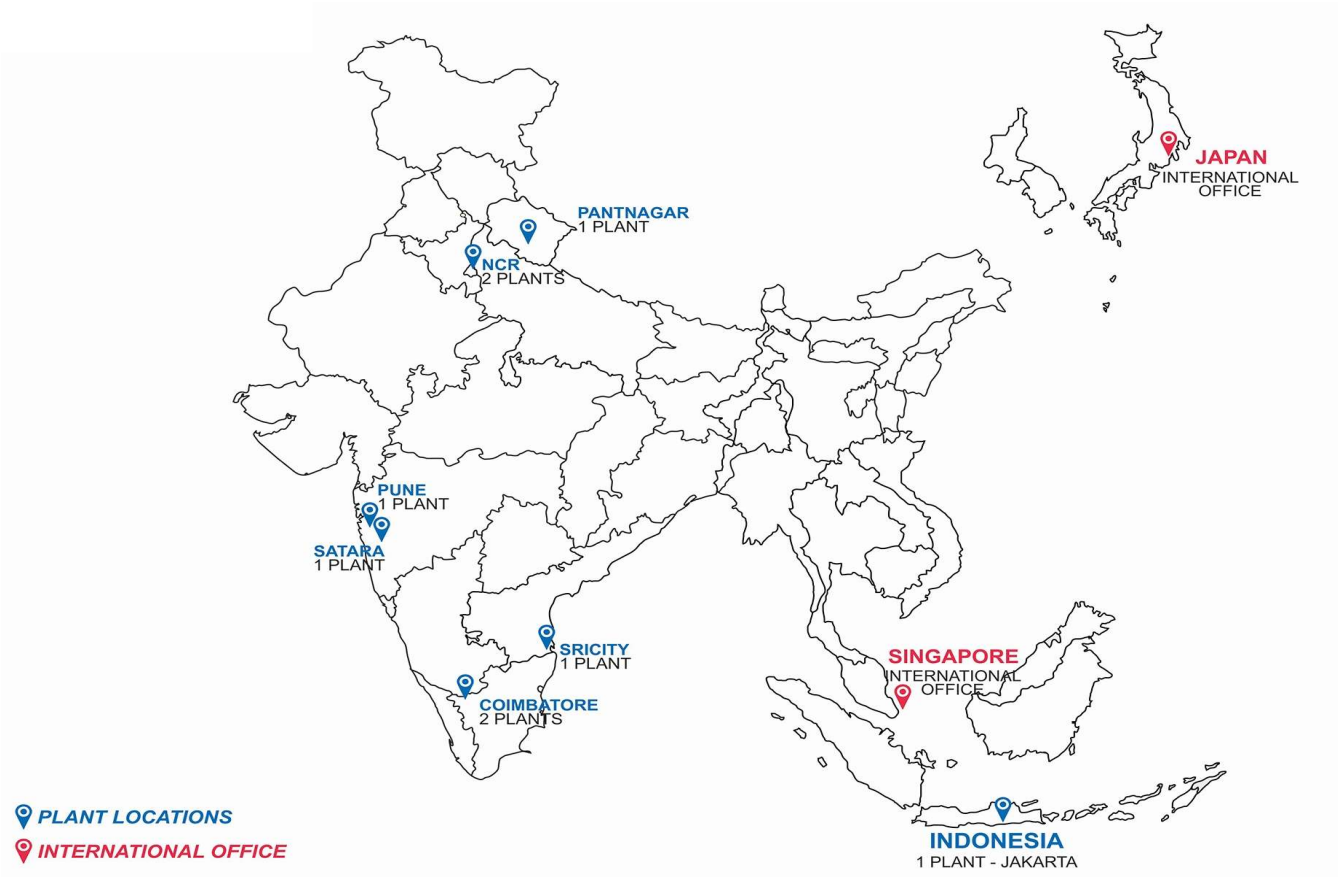 JAPAN
INTERNATIONAL
OFFICE
PANTNAGAR
1 PLANT
NCR
2 PLANTS
PUNE
1 PLANT
SATARA
1 PLANT
SRICITY
1 PLANT
COIMBATORE
2 PLANTS
SINGAPORE
INTERNATIONAL
OFFICE
INDONESIA
1 PLANT - JAKARTA
PLANT LOCATIONS
INTERNATIONAL OFFICE